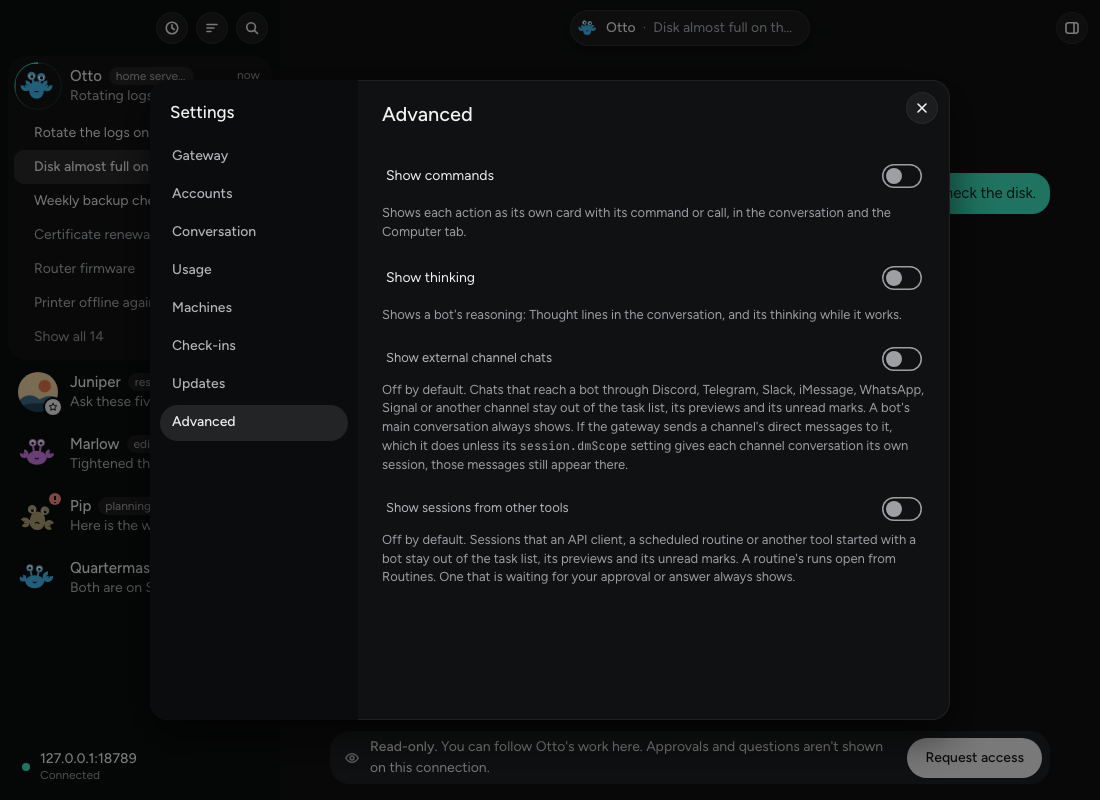 Otto · Disk almost full on th...
Otto home serve... now
Rotating logs
Rotate the logs on
Disk almost full on
Weekly backup che
Certificate renewa
Router firmware
Printer offline again
Show all 14
Juniper res
Ask these fiv
Marlow edi
Tightened th
Pip planning
Here is the w
Quartermas
Both are on S
127.0.0.1:18789
Connected
Settings
Gateway
Accounts
Conversation
Usage
Machines
Check-ins
Updates
Advanced
Advanced
Show commands
Shows each action as its own card with its command or call, in the conversation and the
Computer tab.
Show thinking
Shows a bot's reasoning: Thought lines in the conversation, and its thinking while it works.
Show external channel chats
Off by default. Chats that reach a bot through Discord, Telegram, Slack, iMessage, WhatsApp,
Signal or another channel stay out of the task list, its previews and its unread marks. A bot's
main conversation always shows. If the gateway sends a channel's direct messages to it,
which it does unless its session.dmScope setting gives each channel conversation its own
session, those messages still appear there.
Show sessions from other tools
Off by default. Sessions that an API client, a scheduled routine or another tool started with a
bot stay out of the task list, its previews and its unread marks. A routine's runs open from
Routines. One that is waiting for your approval or answer always shows.
heck the disk.
Read-only. You can follow Otto's work here. Approvals and questions aren't shown
on this connection.
Request access